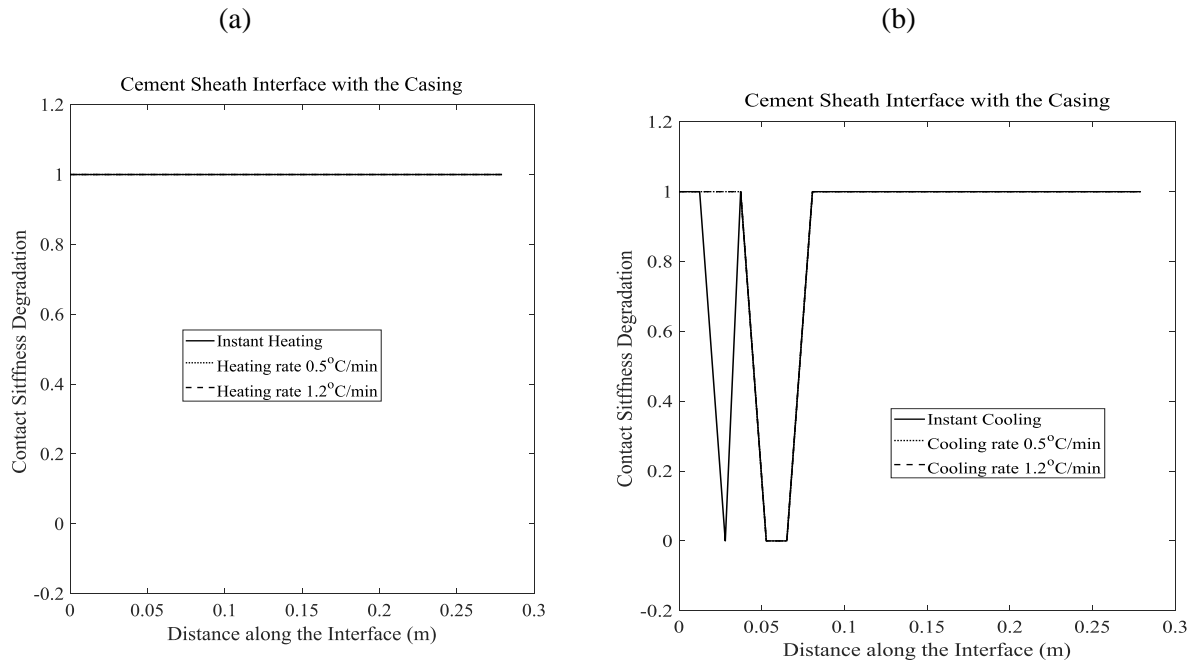 (a)
Cement Sheath Interface with the Casing
1.2
1
0.8
0.6
0.4
0.2
0
-0.2
Contact Sitffness Degradation
Instant Heating
Heating rate 0.5°C/min
Heating rate 1.2°C/min
0 0.05 0.1 0.15 0.2 0.25 0.3
Distance along the Interface (m)
(b)
Cement Sheath Interface with the Casing
1.2
1
0.8
0.6
0.4
0.2
0
-0.2
Contact Sitffness Degradation
Instant Cooling
Cooling rate 0.5°C/min
Cooling rate 1.2°C/min
0 0.05 0.1 0.15 0.2 0.25 0.3
Distance along the Interface (m)